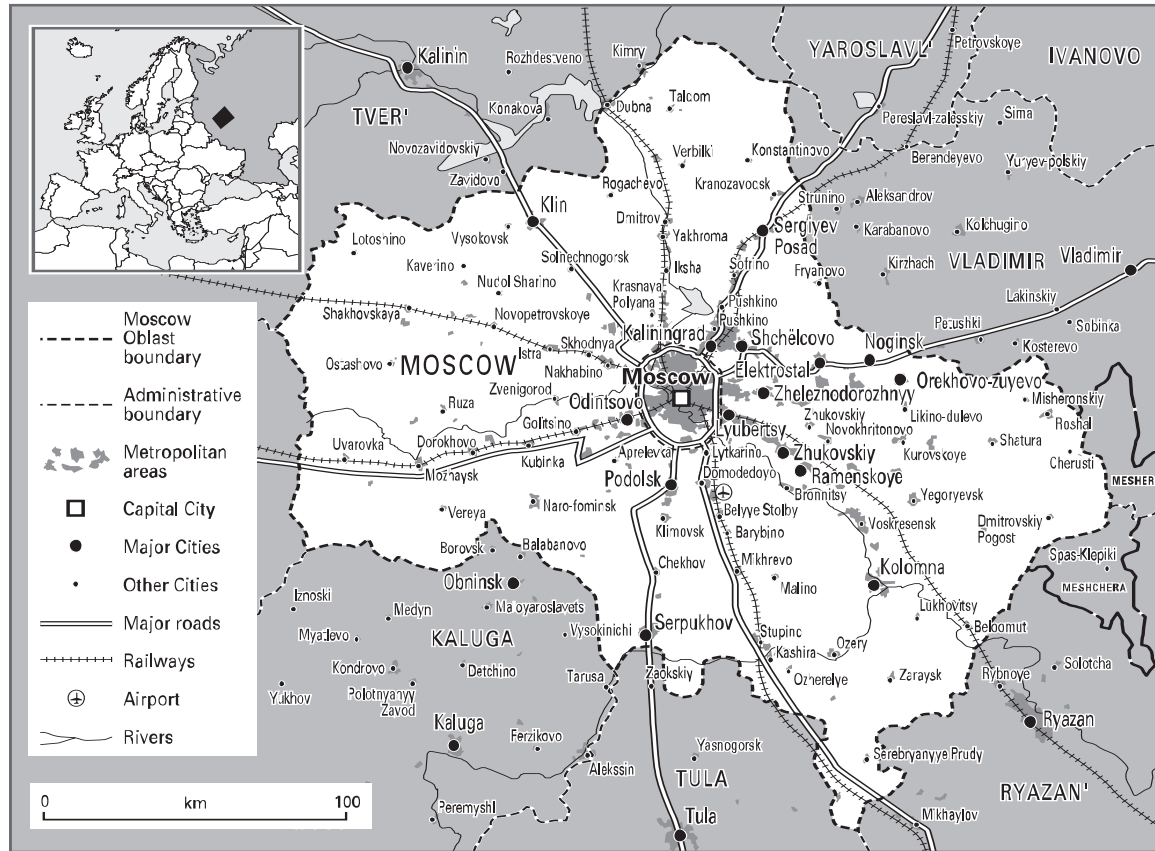 Kalinin
Rozhdestveno
Kimry
YAROSLAVL'
Petrovskoye
IVANOVO
TVER'
Konakova
Dubna
Talcom
Pereslavl-zalesskiy
Sima
Novozavidovskiy
Zavidovo
Verbilki
Konstantinovo
Berendeyevo
Yuryev-polskiy
Rogachevo
Kranozavodsk
Strunino
Aleksandrov
Klin
Dmitrov
Sergiyev
Posad
Karabanovo
Kolchugino
Lotoshino
Vysokovsk
Yakhroma
Kaverino
Solnechnogorsk
Iksha
Sofrino
Fryanovo
Kirzhach
VLADIMIR
Vladimir
Nudol Sharino
Krasnaya
Polyana
Pushkino
Lakinskiy
Shakhovskaya
Novopetrovskoye
Pushkino
Petushki
Sobinka
Kaliningrad
Shchëlcovo
Noginsk
Kosterevo
Ostashovo
MOSCOW
Istra
Skhodnya
Nakhabino
Moscow
Elektrostal
Orekhovo-zuyevo
Zvenigorod
Zheleznodorozhnyy
Misheronskiy
Ruza
Odintsovo
Zhukovskiy
Likino-dulevo
Roshal
Golitsino
Lyubertsy
Novokhritonovo
Uvarovka
Dorokhovo
Shatura
Kubinka
Aprelevka
Lytkarino
Zhukovskiy
Kurovskoye
Cherusti
Mozhaysk
Domodedovo
Ramenskoye
MESHER
Podolsk
Bronnitsy
Yegoryevsk
Vereya
Naro-fominsk
Klimovsk
Belyye Stolby
Voskresensk
Dmitrovskiy
Pogost
Borovsk
Balabanovo
Barybino
Chekhov
Mikhrevo
Malino
Kolomna
Spas-Klepiki
MESHCHERA
Obninsk
Iznoski
Medyn
Maloyaroslavets
Lukhovitsy
Beloomut
Myatlevo
KALUGA
Vysokinichi
Serpukhov
Stupino
Ozery
Kashira
Kondrovo
Detchino
Zaokskiy
Ozherelye
Zaraysk
Rybnoye
Solotcha
Yukhov
Polotnyanyy
Zavod
Tarusa
Ryazan
Kaluga
Ferzikovo
Yasnogorsk
Serebryanyye Prudy
Alekssin
TULA
RYAZAN'
Peremyshl
Tula
Mikhaylov
Moscow
Oblast
boundary
Administrative
boundary
Metropolitan
areas
Capital City
Major Cities
Other Cities
Major roads
Railways
Airport
Rivers
0 km 100